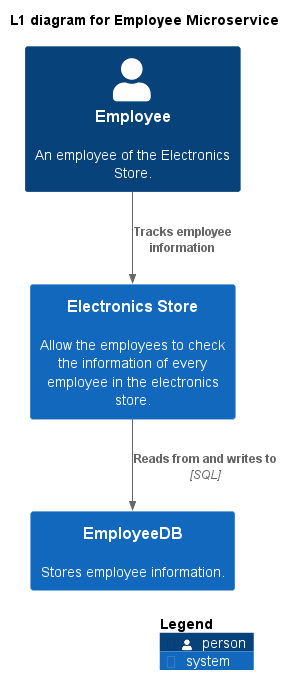 L1 diagram for Employee Microservice
Employee
An employee of the Electronics
Store.
Tracks employee
information
Electronics Store
Allow the employees to check
the information of every
employee in the electronics
store.
Reads from and writes to
[SQL]
EmployeeDB
Stores employee information.
Legend
person
system